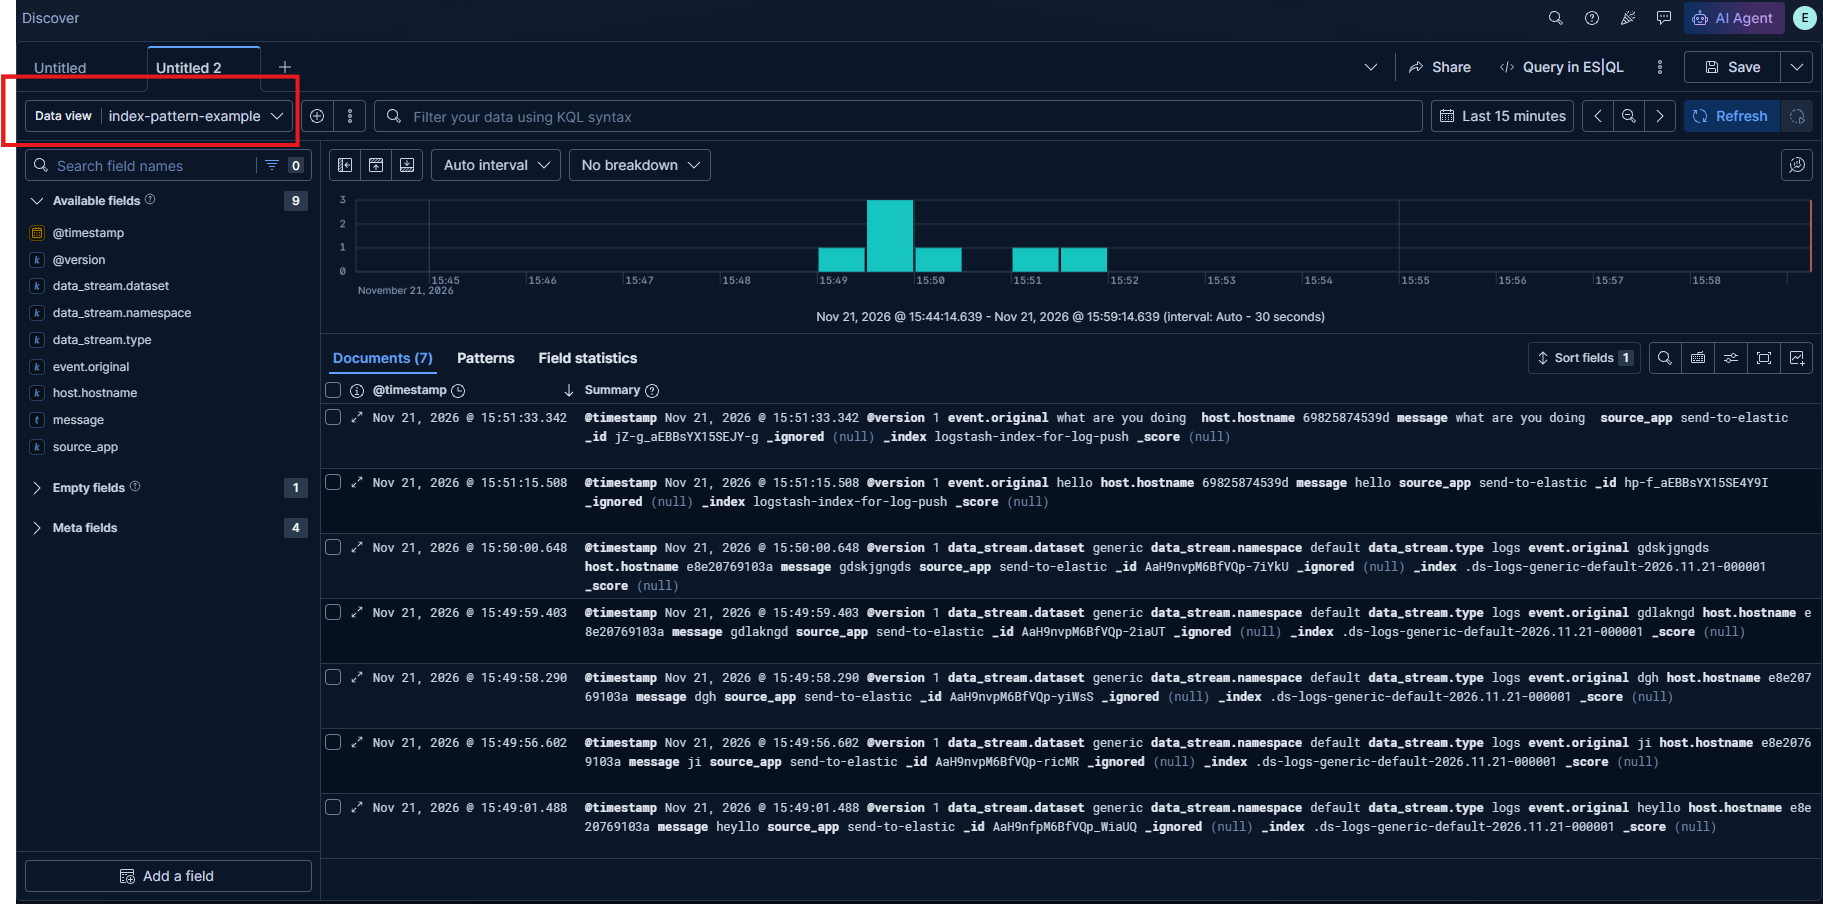 Discover
AI Agent E
Untitled Untitled 2
Share Query in ES|QL Save
Data view index-pattern-example Filter your data using KQL syntax Last 15 minutes Refresh
Search field names 0 Auto interval No breakdown
Available fields 9
@timestamp
@version
data_stream.dataset
data_stream.namespace
data_stream.type
event.original
host.hostname
message
source_app
Empty fields 1
Meta fields 4
Add a field
3
2
1
0
15:45 15:46 15:47 15:48 15:49 15:50 15:51 15:52 15:53 15:54 15:55 15:56 15:57 15:58
November 21, 2026
Nov 21, 2026 @ 15:44:14.639 - Nov 21, 2026 @ 15:59:14.639 (interval: Auto - 30 seconds)
Documents (7) Patterns Field statistics Sort fields 1
@timestamp Summary
Nov 21, 2026 @ 15:51:33.342 @timestamp Nov 21, 2026 @ 15:51:33.342 @version 1 event.original what are you doing host.hostname 69825874539d message what are you doing source_app send-to-elastic
_id jZ-g_aEBBsYX15SEJY-g _ignored (null) _index logstash-index-for-log-push _score (null)
Nov 21, 2026 @ 15:51:15.508 @timestamp Nov 21, 2026 @ 15:51:15.508 @version 1 event.original hello host.hostname 69825874539d message hello source_app send-to-elastic _id hp-f_aEBBsYX15SE4Y9I
_ignored (null) _index logstash-index-for-log-push _score (null)
Nov 21, 2026 @ 15:50:00.648 @timestamp Nov 21, 2026 @ 15:50:00.648 @version 1 data_stream.dataset generic data_stream.namespace default data_stream.type logs event.original gdskjgngds
host.hostname e8e20769103a message gdskjgngds source_app send-to-elastic _id AaH9nvpM6BfVQp-7iYkU _ignored (null) _index .ds-logs-generic-default-2026.11.21-000001
_score (null)
Nov 21, 2026 @ 15:49:59.403 @timestamp Nov 21, 2026 @ 15:49:59.403 @version 1 data_stream.dataset generic data_stream.namespace default data_stream.type logs event.original gdlakngd host.hostname e
8e20769103a message gdlakngd source_app send-to-elastic _id AaH9nvpM6BfVQp-2iaUT _ignored (null) _index .ds-logs-generic-default-2026.11.21-000001 _score (null)
Nov 21, 2026 @ 15:49:58.290 @timestamp Nov 21, 2026 @ 15:49:58.290 @version 1 data_stream.dataset generic data_stream.namespace default data_stream.type logs event.original dgh host.hostname e8e207
69103a message dgh source_app send-to-elastic _id AaH9nvpM6BfVQp-yiWsS _ignored (null) _index .ds-logs-generic-default-2026.11.21-000001 _score (null)
Nov 21, 2026 @ 15:49:56.602 @timestamp Nov 21, 2026 @ 15:49:56.602 @version 1 data_stream.dataset generic data_stream.namespace default data_stream.type logs event.original ji host.hostname e8e2076
9103a message ji source_app send-to-elastic _id AaH9nvpM6BfVQp-ricMR _ignored (null) _index .ds-logs-generic-default-2026.11.21-000001 _score (null)
Nov 21, 2026 @ 15:49:01.488 @timestamp Nov 21, 2026 @ 15:49:01.488 @version 1 data_stream.dataset generic data_stream.namespace default data_stream.type logs event.original heyllo host.hostname e8e
20769103a message heyllo source_app send-to-elastic _id AaH9nfpM6BfVQp_WiaUQ _ignored (null) _index .ds-logs-generic-default-2026.11.21-000001 _score (null)